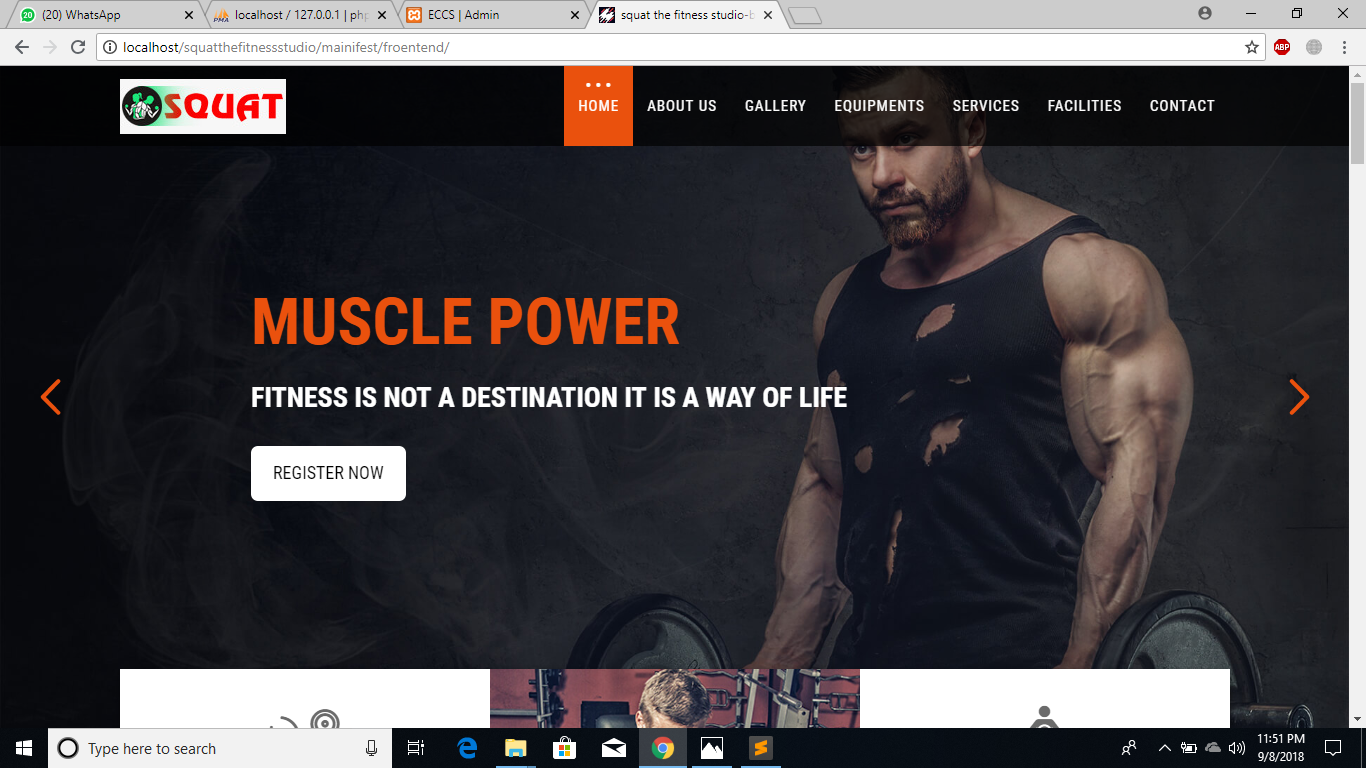 (20) WhatsApp
localhost / 127.0.0.1 | php
ECCS | Admin
squat the fitness studio-b
localhost/squatthefitnessstudio/mainifest/froentend/
ABP
SQUAT
HOME
ABOUT US
GALLERY
EQUIPMENTS
SERVICES
FACILITIES
CONTACT
MUSCLE POWER
FITNESS IS NOT A DESTINATION IT IS A WAY OF LIFE
REGISTER NOW
Type here to search
11:51 PM
9/8/2018